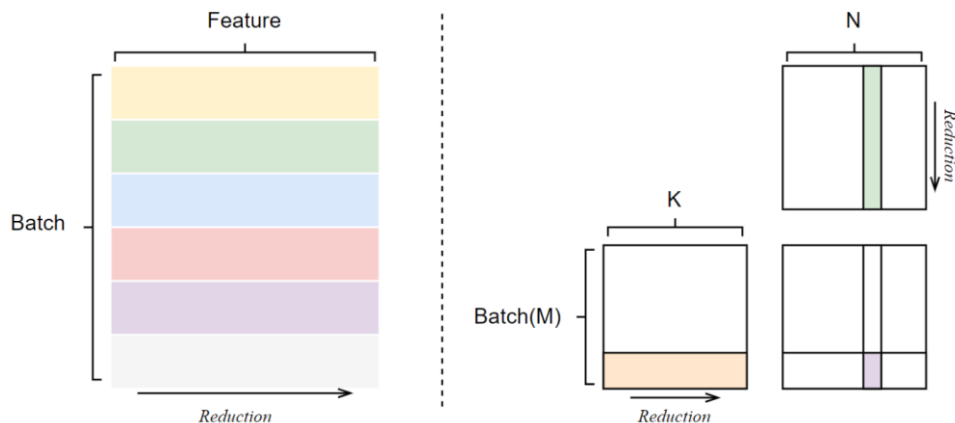 Feature
Batch
Reduction
N
Reduction
K
Batch(M)
Reduction